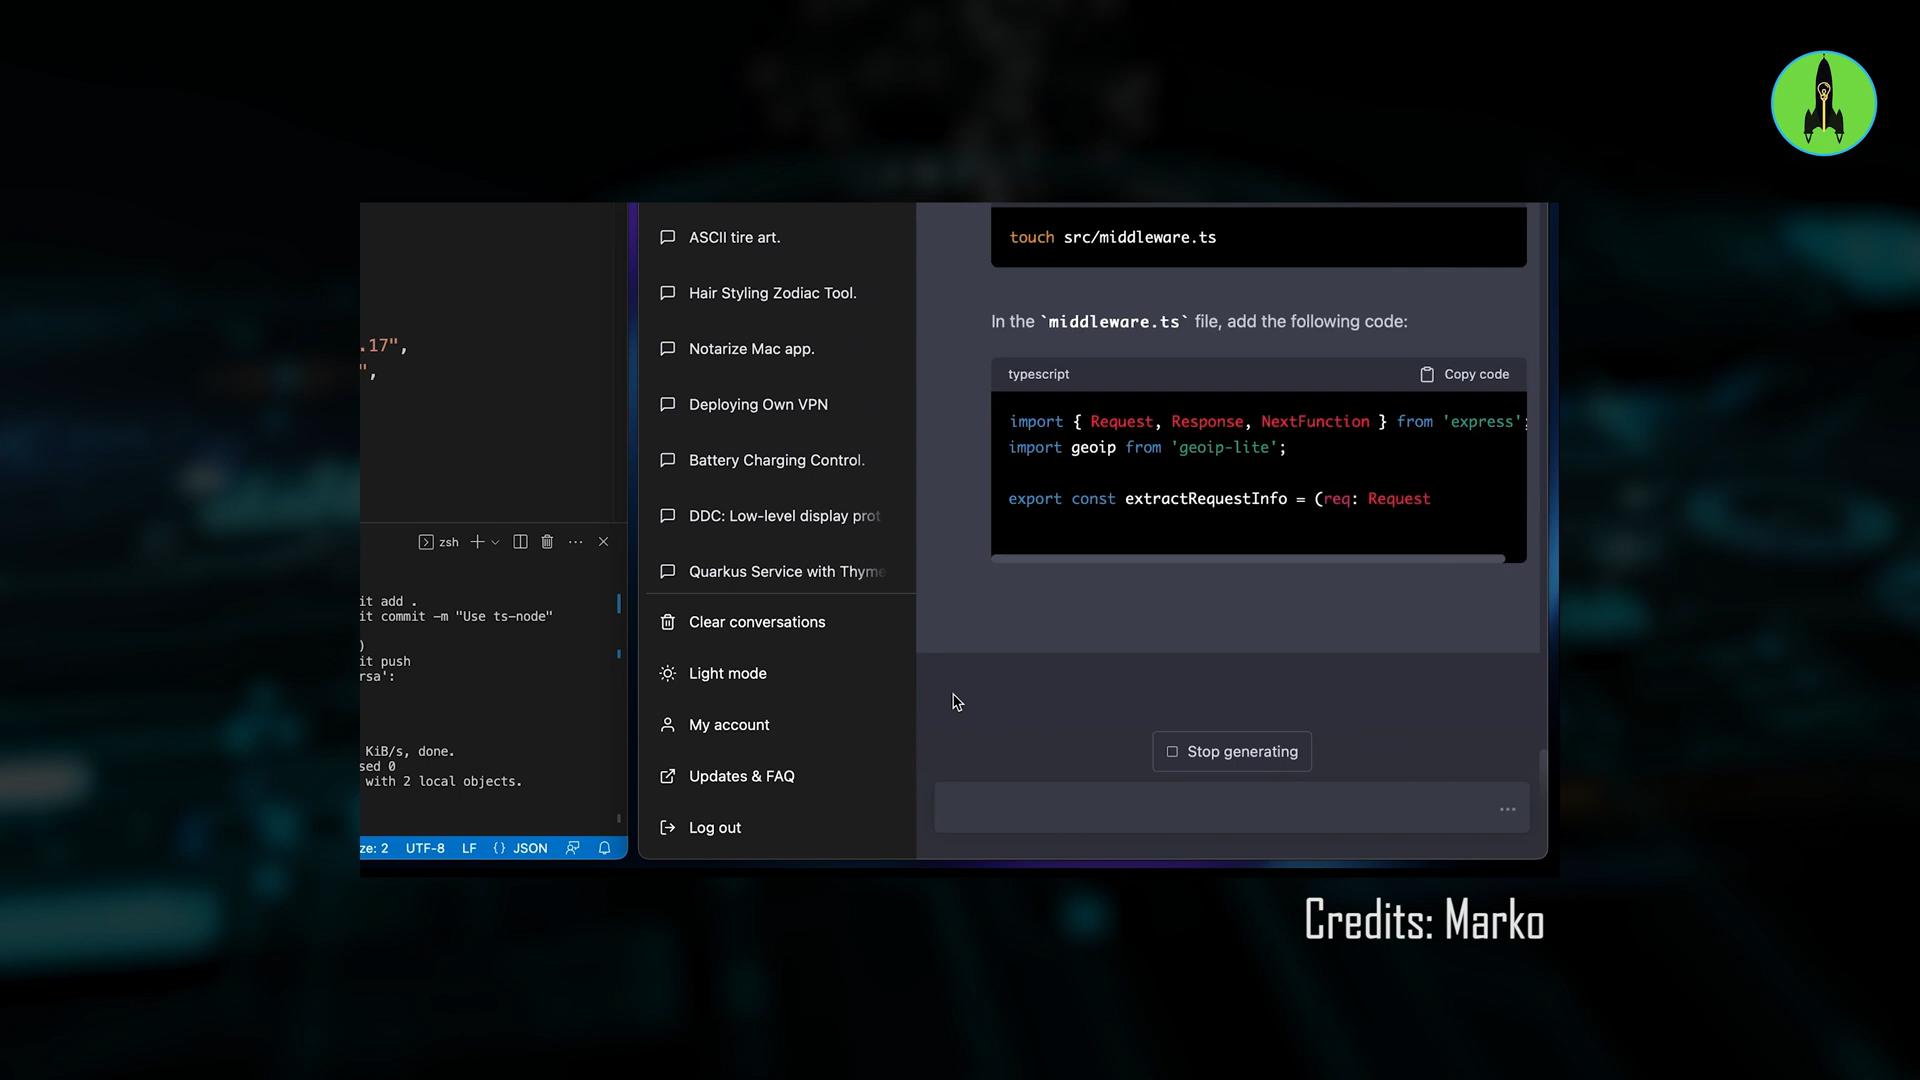 .17",
",
zsh
it add .
it commit -m "Use ts-node"
)
it push
rsa':
KiB/s, done.
sed 0
with 2 local objects.
ze: 2 UTF-8 LF {} JSON
ASCII tire art.
Hair Styling Zodiac Tool.
Notarize Mac app.
Deploying Own VPN
Battery Charging Control.
DDC: Low-level display prot
Quarkus Service with Thyme
Clear conversations
Light mode
My account
Updates & FAQ
Log out
touch src/middleware.ts
In the `middleware.ts` file, add the following code:
typescript Copy code
import { Request, Response, NextFunction } from 'express';
import geoip from 'geoip-lite';
export const extractRequestInfo = (req: Request
Stop generating
Credits: Marko